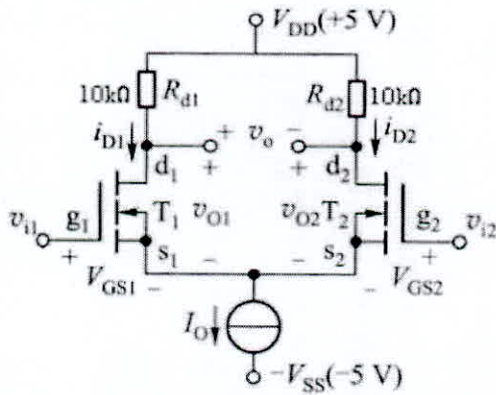 V_DD(+5 V)
10kΩ R_d1 R_d2 10kΩ
i_D1 + v_o − i_D2
+ +
d_1 d_2
v_i1 g_1 T_1 v_O1 v_O2 T_2 g_2 v_i2
+ s_1 − − s_2 +
V_GS1 − − V_GS2
I_O
−V_SS(−5 V)